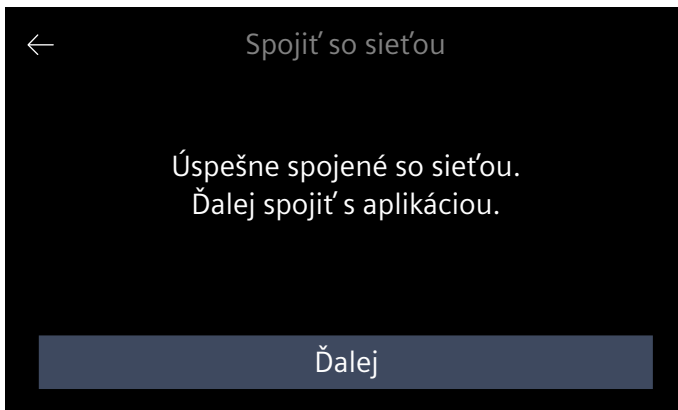 Spojiť so sieťou
Úspešne spojené so sieťou.
Ďalej spojiť s aplikáciou.
Ďalej